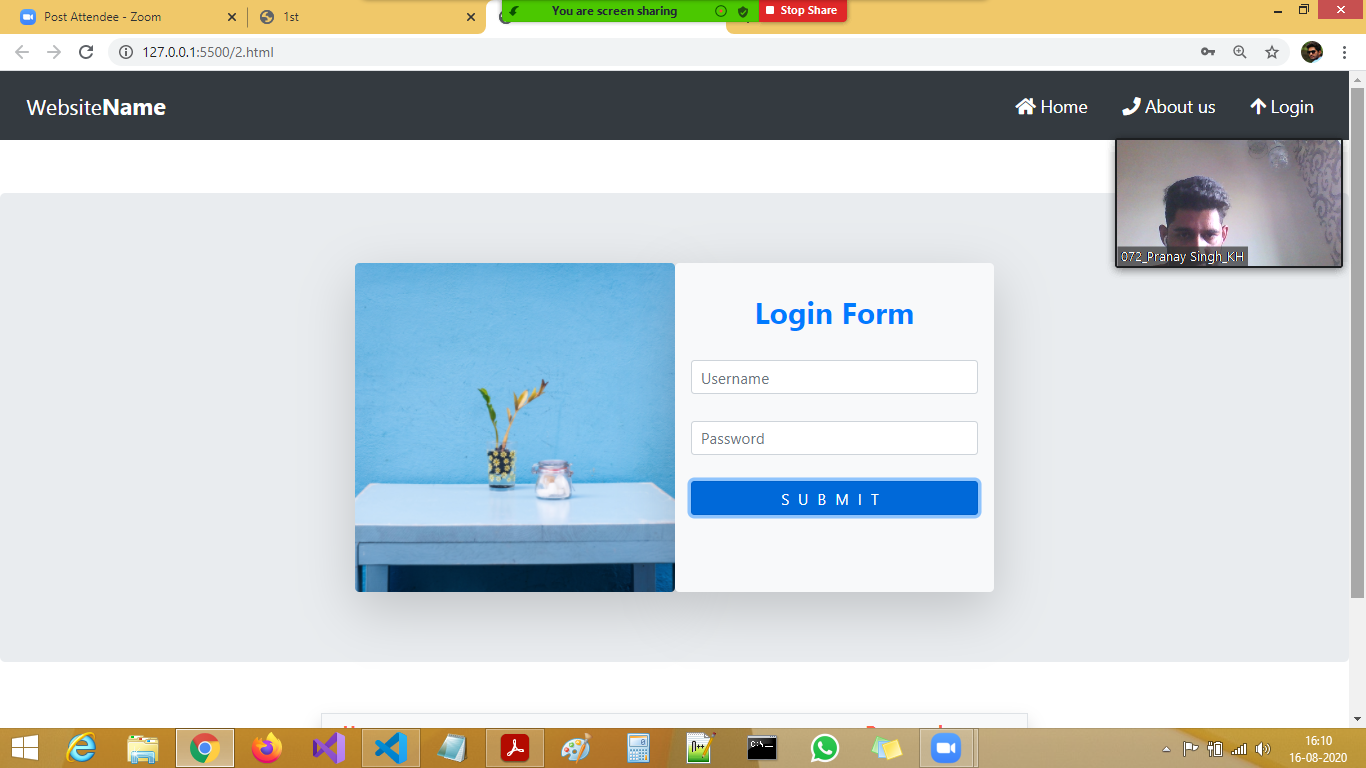 Post Attendee - Zoom
1st
You are screen sharing
Stop Share
127.0.0.1:5500/2.html
WebsiteName
Home
About us
Login
072_Pranay Singh_KH
Login Form
Username
Password
SUBMIT
C:\
16:10
16-08-2020